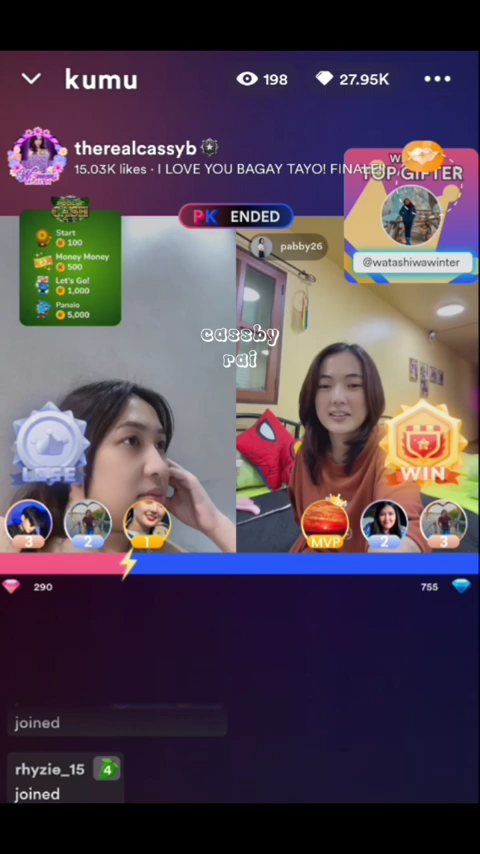 kumu
198
27.95K
therealcassyb
15.03K likes · I LOVE YOU BAGAY TAYO! FINALE!!
TOP GIFTER
@watashiwawinter
PK ENDED
Start
100
Money Money
500
Let's Go!
1,000
Panalo
5,000
pabby26
cassby
rai
LOSE
WIN
3
2
1
MVP
2
3
290
755
joined
rhyzie_15 4
joined